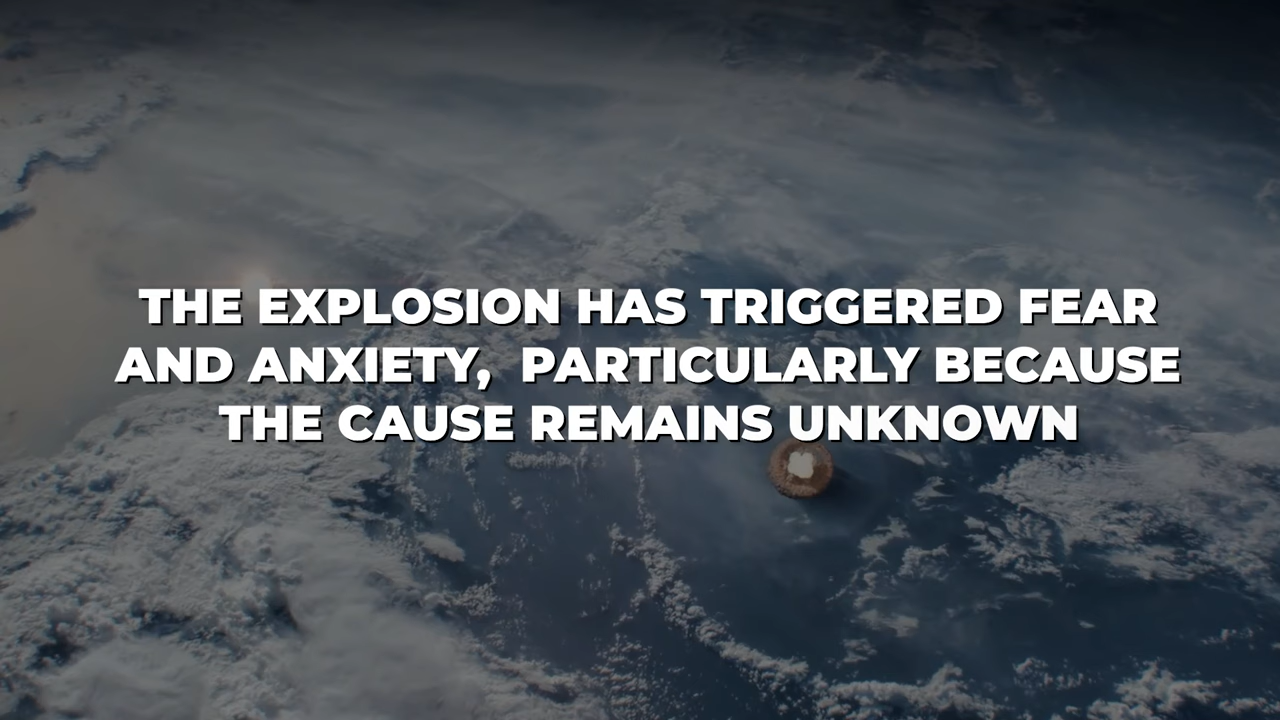 THE EXPLOSION HAS TRIGGERED FEAR
AND ANXIETY,  PARTICULARLY BECAUSE
THE CAUSE REMAINS UNKNOWN